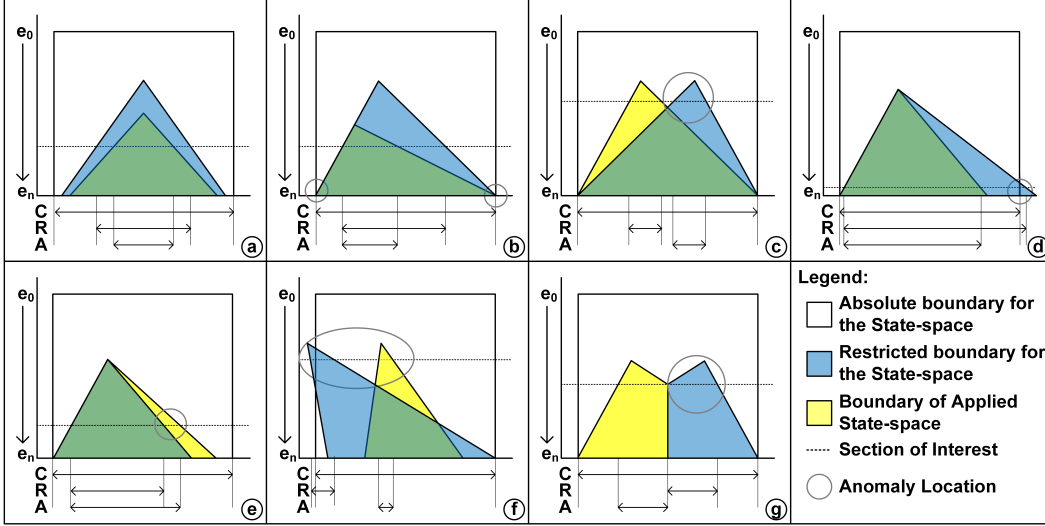 e0
en
C
R
A
a
e0
en
C
R
A
b
e0
en
C
R
A
c
e0
en
C
R
A
d
e0
en
C
R
A
e
e0
en
C
R
A
f
e0
en
C
R
A
g
Legend:
Absolute boundary for
the State-space
Restricted boundary for
the State-space
Boundary of Applied
State-space
Section of Interest
Anomaly Location